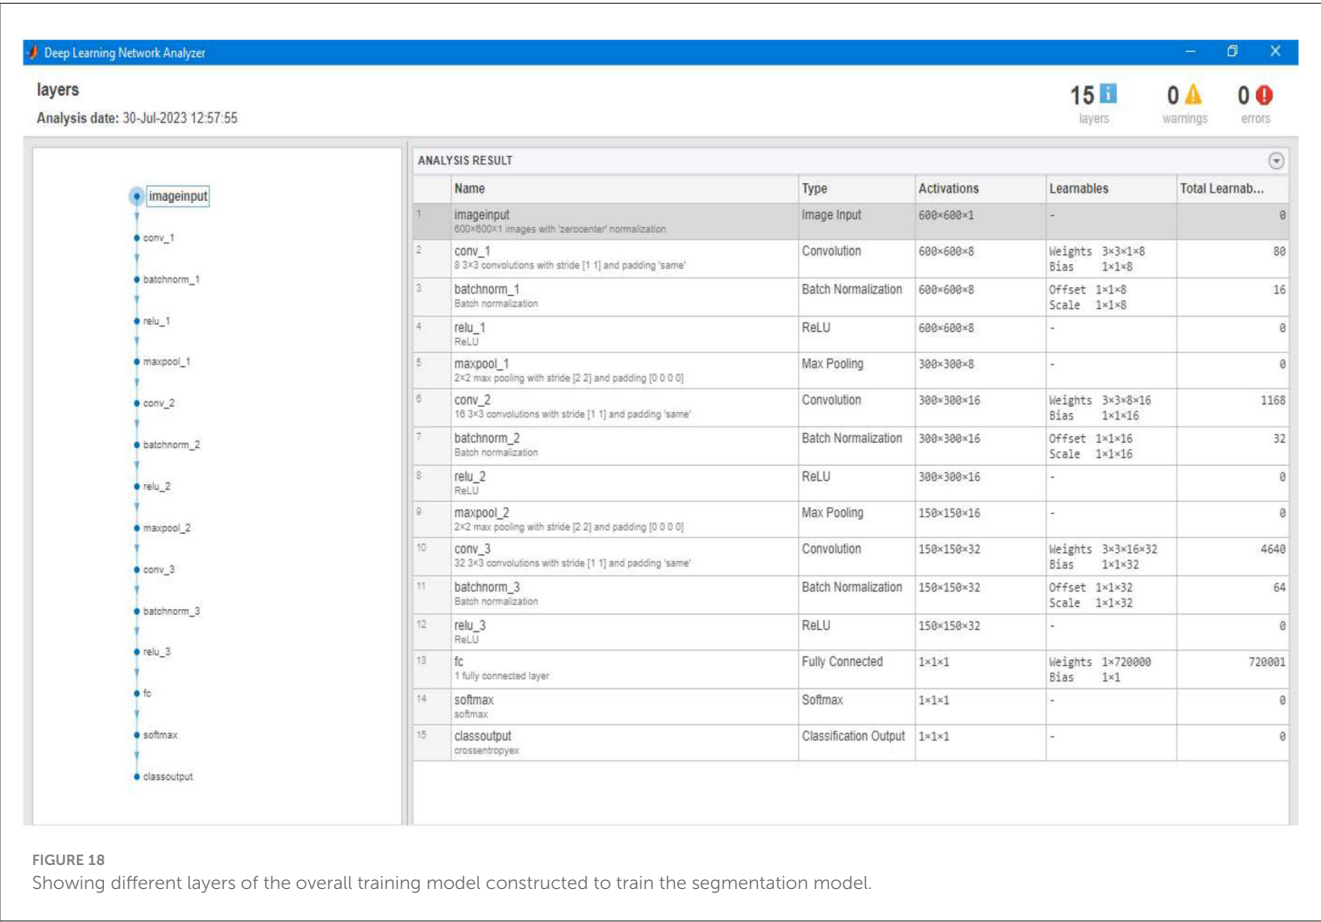 Deep Learning Network Analyzer
layers
Analysis date: 30-Jul-2023 12:57:55
15 i
layers
0
warnings
0
errors
imageinput
conv_1
batchnorm_1
relu_1
maxpool_1
conv_2
batchnorm_2
relu_2
maxpool_2
conv_3
batchnorm_3
relu_3
fc
softmax
classoutput
ANALYSIS RESULT
Name Type Activations Learnables Total Learnab...
1 imageinput Image Input 600×600×1 - 0
600×600×1 images with 'zerocenter' normalization
2 conv_1 Convolution 600×600×8 Weights 3×3×1×8 80
8 3×3 convolutions with stride [1 1] and padding 'same' Bias 1×1×8
3 batchnorm_1 Batch Normalization 600×600×8 Offset 1×1×8 16
Batch normalization Scale 1×1×8
4 relu_1 ReLU 600×600×8 - 0
ReLU
5 maxpool_1 Max Pooling 300×300×8 - 0
2×2 max pooling with stride [2 2] and padding [0 0 0 0]
6 conv_2 Convolution 300×300×16 Weights 3×3×8×16 1168
16 3×3 convolutions with stride [1 1] and padding 'same' Bias 1×1×16
7 batchnorm_2 Batch Normalization 300×300×16 Offset 1×1×16 32
Batch normalization Scale 1×1×16
8 relu_2 ReLU 300×300×16 - 0
ReLU
9 maxpool_2 Max Pooling 150×150×16 - 0
2×2 max pooling with stride [2 2] and padding [0 0 0 0]
10 conv_3 Convolution 150×150×32 Weights 3×3×16×32 4640
32 3×3 convolutions with stride [1 1] and padding 'same' Bias 1×1×32
11 batchnorm_3 Batch Normalization 150×150×32 Offset 1×1×32 64
Batch normalization Scale 1×1×32
12 relu_3 ReLU 150×150×32 - 0
ReLU
13 fc Fully Connected 1×1×1 Weights 1×720000 720001
1 fully connected layer Bias 1×1
14 softmax Softmax 1×1×1 - 0
softmax
15 classoutput Classification Output 1×1×1 - 0
crossentropyex
FIGURE 18
Showing different layers of the overall training model constructed to train the segmentation model.